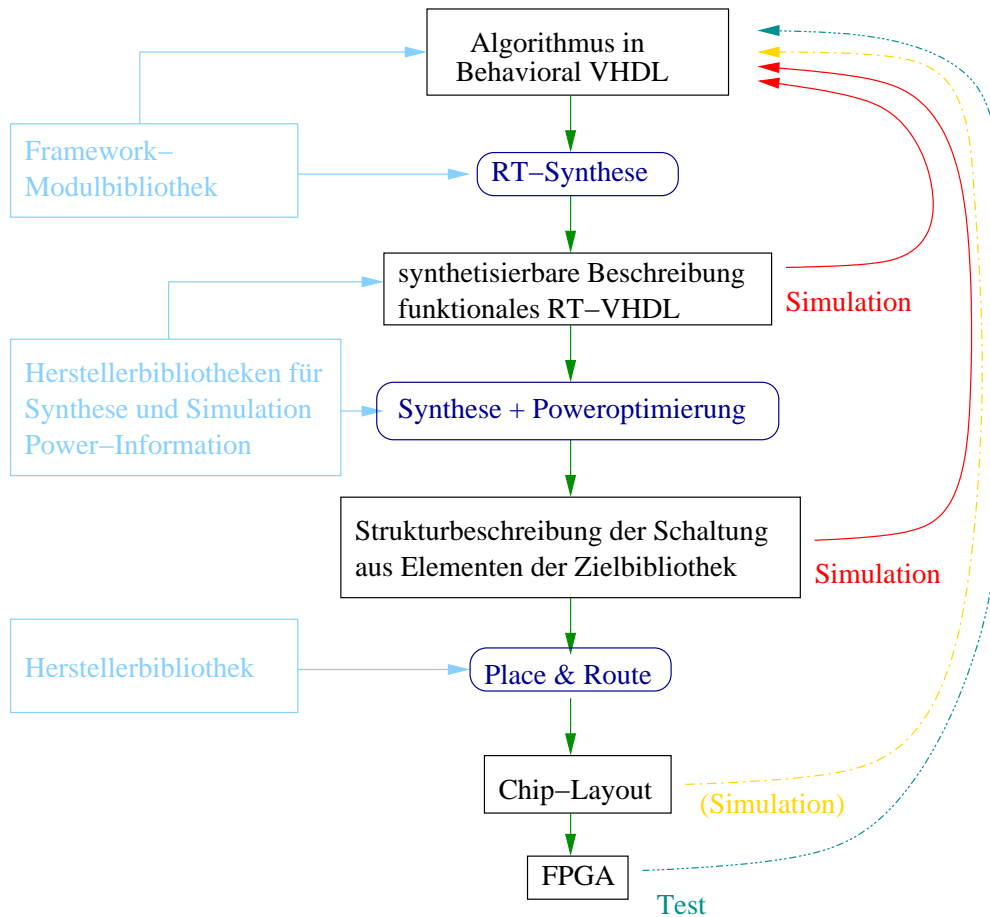 Algorithmus in
Behavioral VHDL
Framework–
Modulbibliothek
RT–Synthese
synthetisierbare Beschreibung
funktionales RT–VHDL
Simulation
Herstellerbibliotheken für
Synthese und Simulation
Power–Information
Synthese + Poweroptimierung
Strukturbeschreibung der Schaltung
aus Elementen der Zielbibliothek
Simulation
Herstellerbibliothek
Place & Route
Chip–Layout
(Simulation)
FPGA
Test